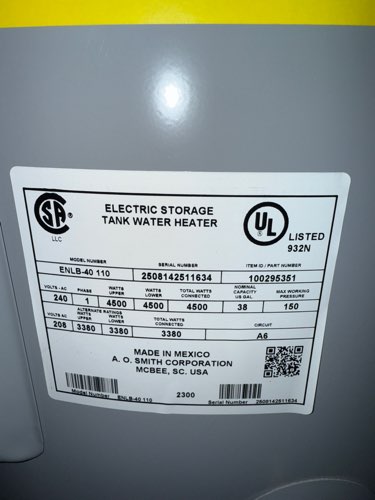 SA
LLC
ELECTRIC STORAGE
TANK WATER HEATER
UL
LISTED
932N
MODEL NUMBER SERIAL NUMBER ITEM ID / PART NUMBER
ENLB-40 110 2508142511634 100295351
VOLTS - AC PHASE WATTS UPPER WATTS LOWER TOTAL WATTS CONNECTED NOMINAL CAPACITY US GAL MAX WORKING PRESSURE
240 1 4500 4500 4500 38 150
VOLTS - AC ALTERNATE RATINGS WATTS UPPER WATTS LOWER TOTAL WATTS CONNECTED CIRCUIT
208 3380 3380 3380 A6
MADE IN MEXICO
A. O. SMITH CORPORATION
MCBEE, SC. USA
Model Number ENLB-40 110 2300 Serial Number 2508142511634